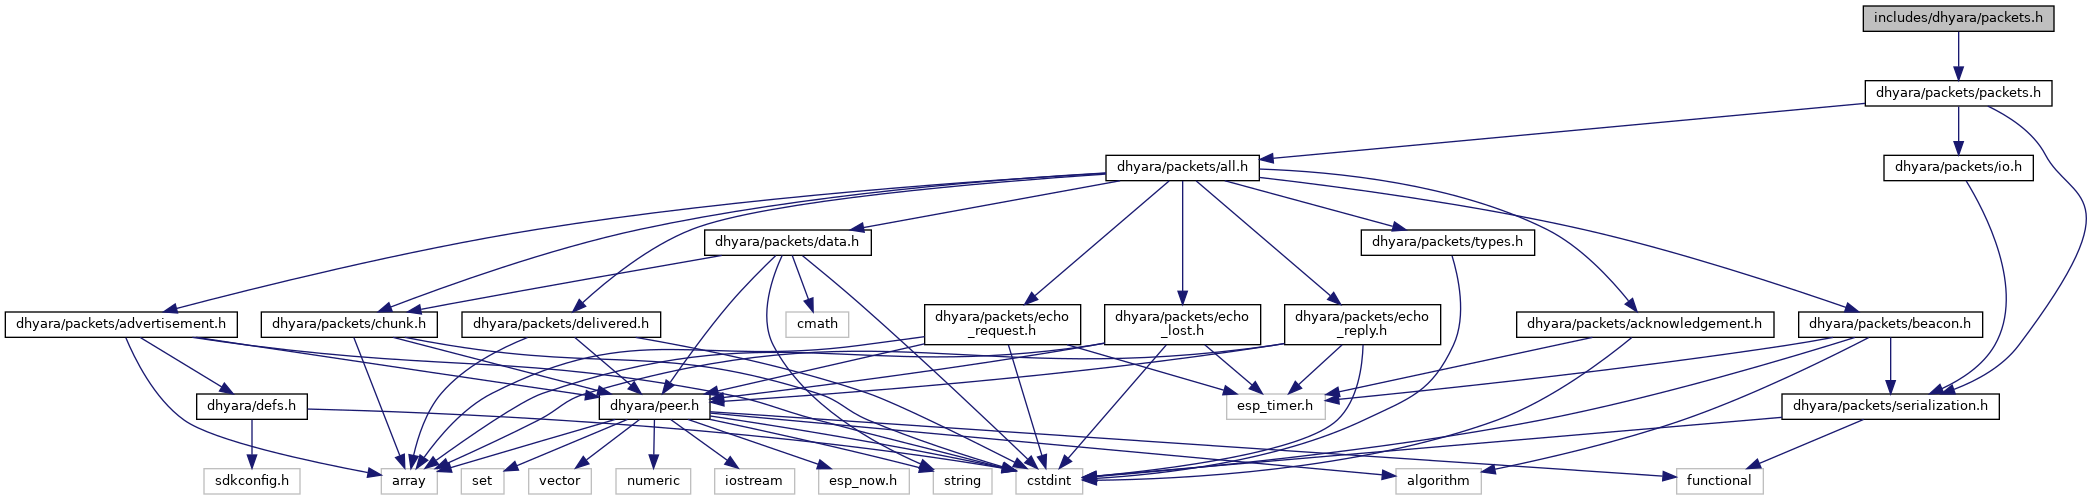 includes/dhyara/packets.h
dhyara/packets/packets.h
dhyara/packets/all.h
dhyara/packets/io.h
dhyara/packets/data.h
dhyara/packets/types.h
dhyara/packets/advertisement.h
dhyara/packets/chunk.h
dhyara/packets/delivered.h
cmath
dhyara/packets/echo
_request.h
dhyara/packets/echo
_lost.h
dhyara/packets/echo
_reply.h
dhyara/packets/acknowledgement.h
dhyara/packets/beacon.h
dhyara/defs.h
dhyara/peer.h
esp_timer.h
dhyara/packets/serialization.h
sdkconfig.h
array
set
vector
numeric
iostream
esp_now.h
string
cstdint
algorithm
functional